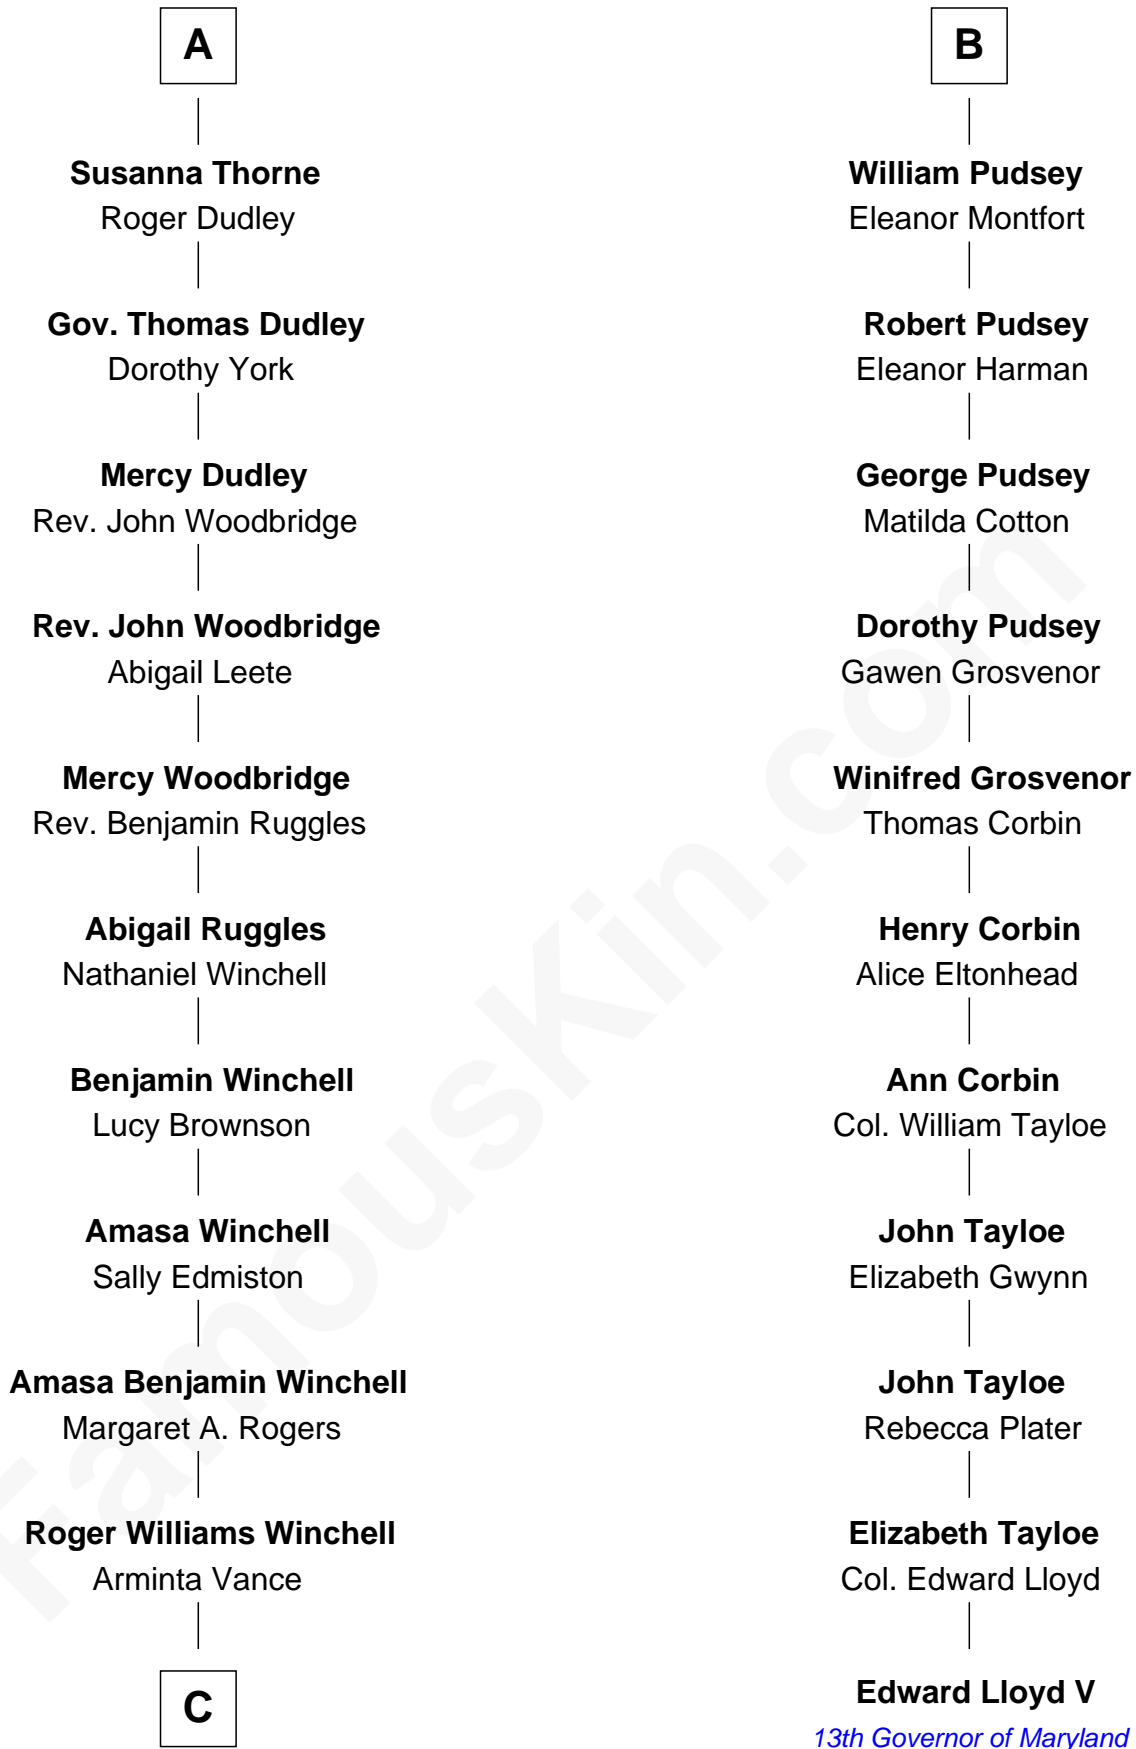 A
Susanna Thorne
Roger Dudley
Gov. Thomas Dudley
Dorothy York
Mercy Dudley
Rev. John Woodbridge
Rev. John Woodbridge
Abigail Leete
Mercy Woodbridge
Rev. Benjamin Ruggles
Abigail Ruggles
Nathaniel Winchell
Benjamin Winchell
Lucy Brownson
Amasa Winchell
Sally Edmiston
Amasa Benjamin Winchell
Margaret A. Rogers
Roger Williams Winchell
Arminta Vance
C
B
William Pudsey
Eleanor Montfort
Robert Pudsey
Eleanor Harman
George Pudsey
Matilda Cotton
Dorothy Pudsey
Gawen Grosvenor
Winifred Grosvenor
Thomas Corbin
Henry Corbin
Alice Eltonhead
Ann Corbin
Col. William Tayloe
John Tayloe
Elizabeth Gwynn
John Tayloe
Rebecca Plater
Elizabeth Tayloe
Col. Edward Lloyd
Edward Lloyd V
13th Governor of Maryland
FamousKin.com